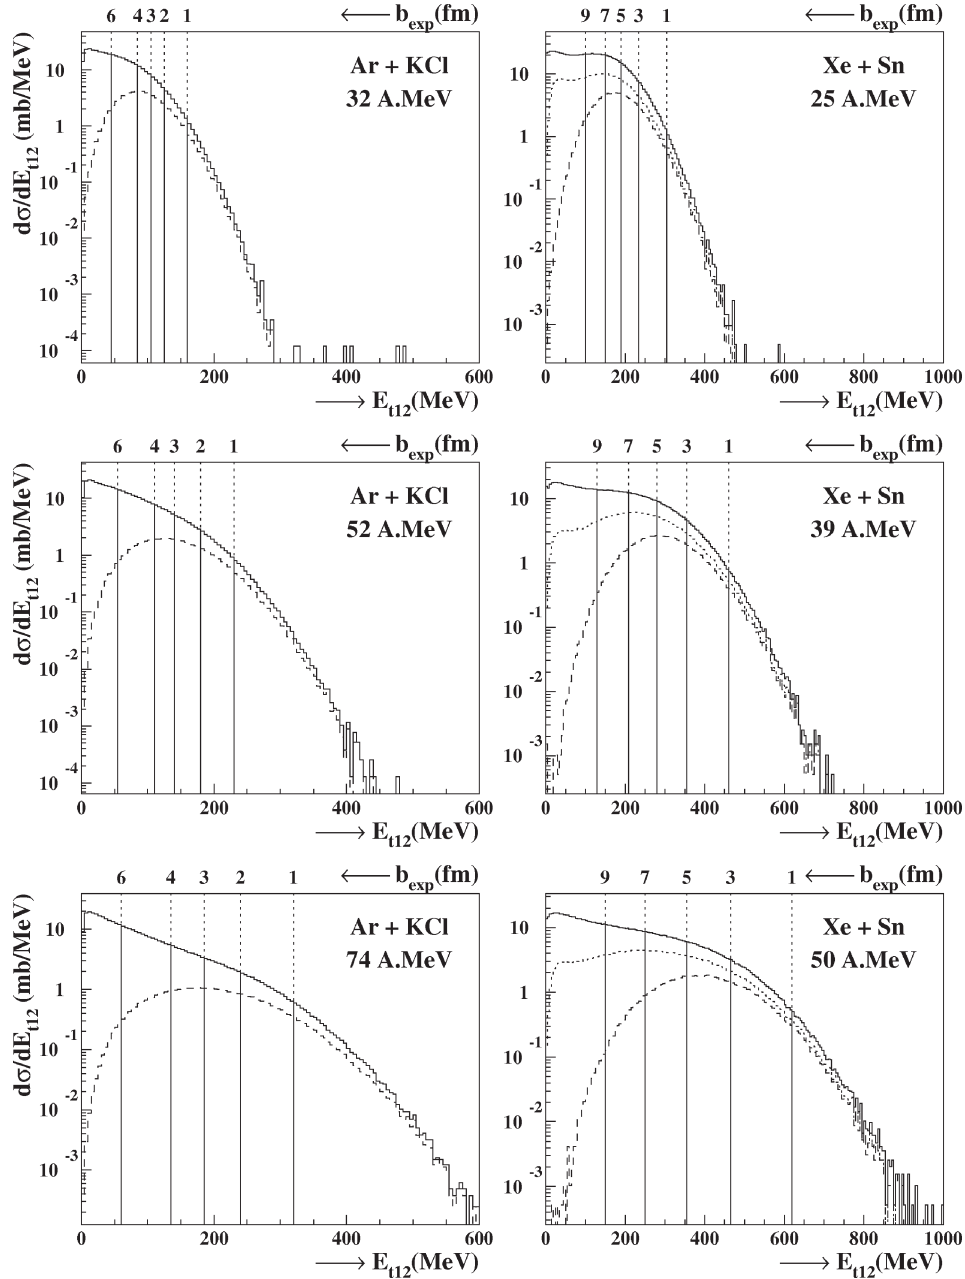 6 4 3 2 1 ← b_exp(fm)
Ar + KCl
32 A.MeV
dσ/dE_t12 (mb/MeV)
10
1
10 -1
10 -2
10 -3
10 -4
0 200 400 600
→ E_t12(MeV)
9 7 5 3 1 ← b_exp(fm)
Xe + Sn
25 A.MeV
10
1
10 -1
10 -2
10 -3
0 200 400 600 800 1000
→ E_t12(MeV)
6 4 3 2 1 ← b_exp(fm)
Ar + KCl
52 A.MeV
dσ/dE_t12 (mb/MeV)
10
1
10 -1
10 -2
10 -3
10 -4
0 200 400 600
→ E_t12(MeV)
9 7 5 3 1 ← b_exp(fm)
Xe + Sn
39 A.MeV
10
1
10 -1
10 -2
10 -3
0 200 400 600 800 1000
→ E_t12(MeV)
6 4 3 2 1 ← b_exp(fm)
Ar + KCl
74 A.MeV
dσ/dE_t12 (mb/MeV)
10
1
10 -1
10 -2
10 -3
0 200 400 600
→ E_t12(MeV)
9 7 5 3 1 ← b_exp(fm)
Xe + Sn
50 A.MeV
10
1
10 -1
10 -2
10 -3
0 200 400 600 800 1000
→ E_t12(MeV)